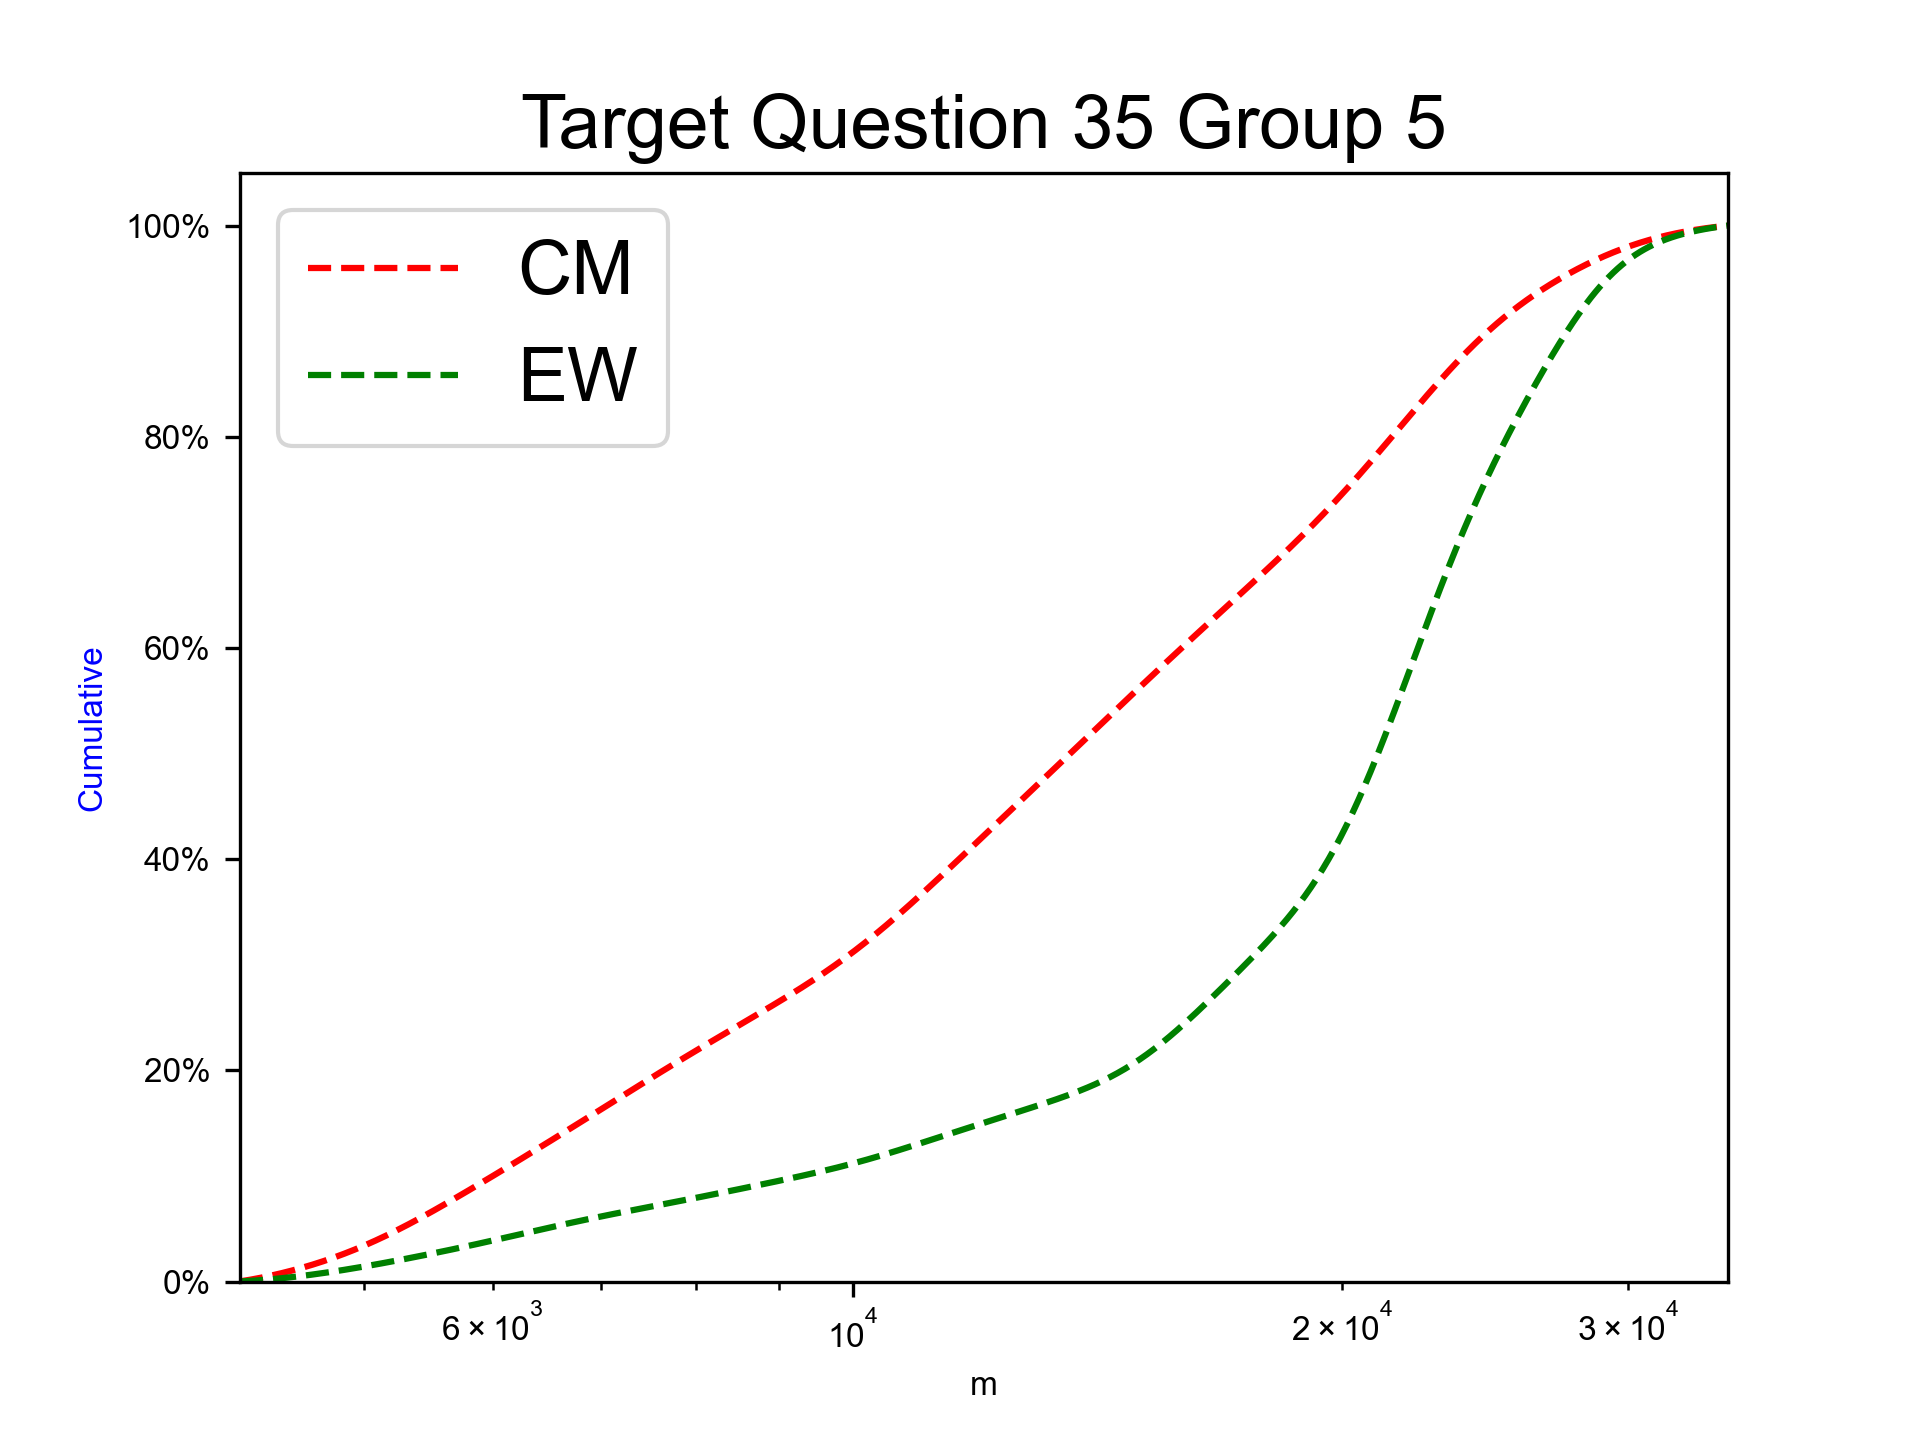 Target Question 35 Group 5
CM
EW
100%
80%
60%
40%
20%
0%
Cumulative
6 × 10³
10⁴
2 × 10⁴
3 × 10⁴
m